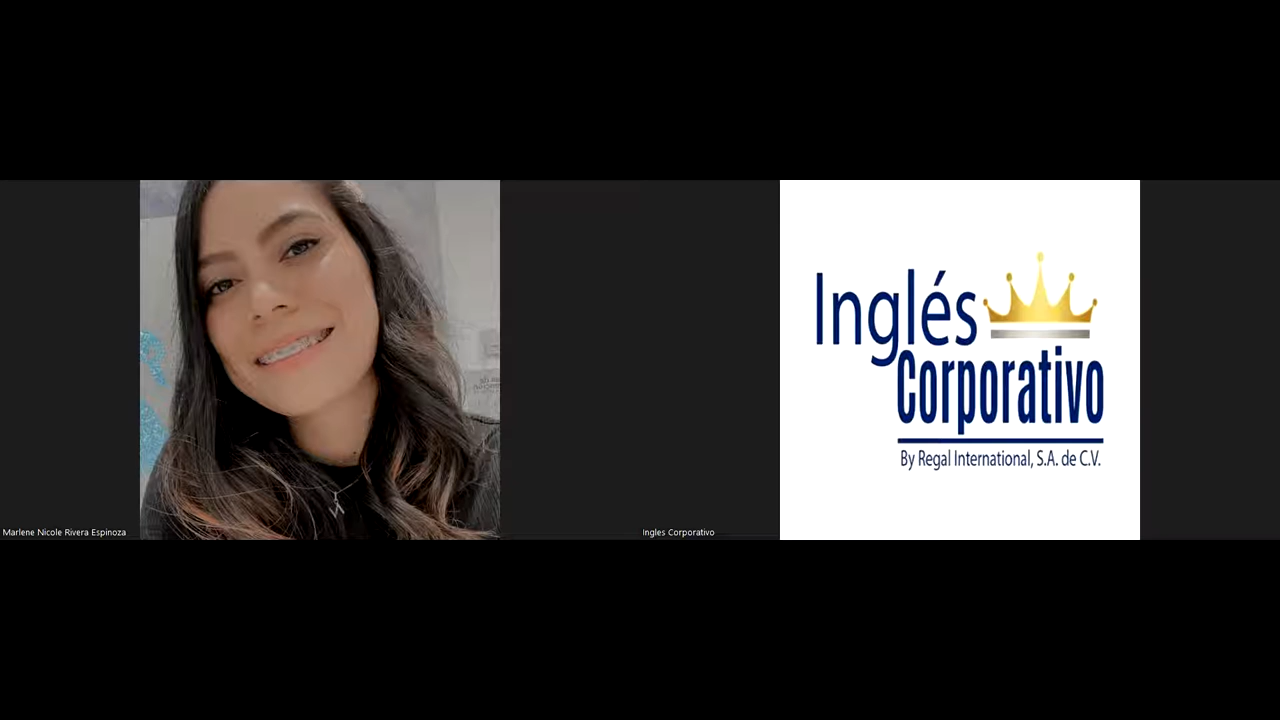 Inglés
Corporativo
By Regal International, S.A. de C.V.
Marlene Nicole Rivera Espinoza
Ingles Corporativo